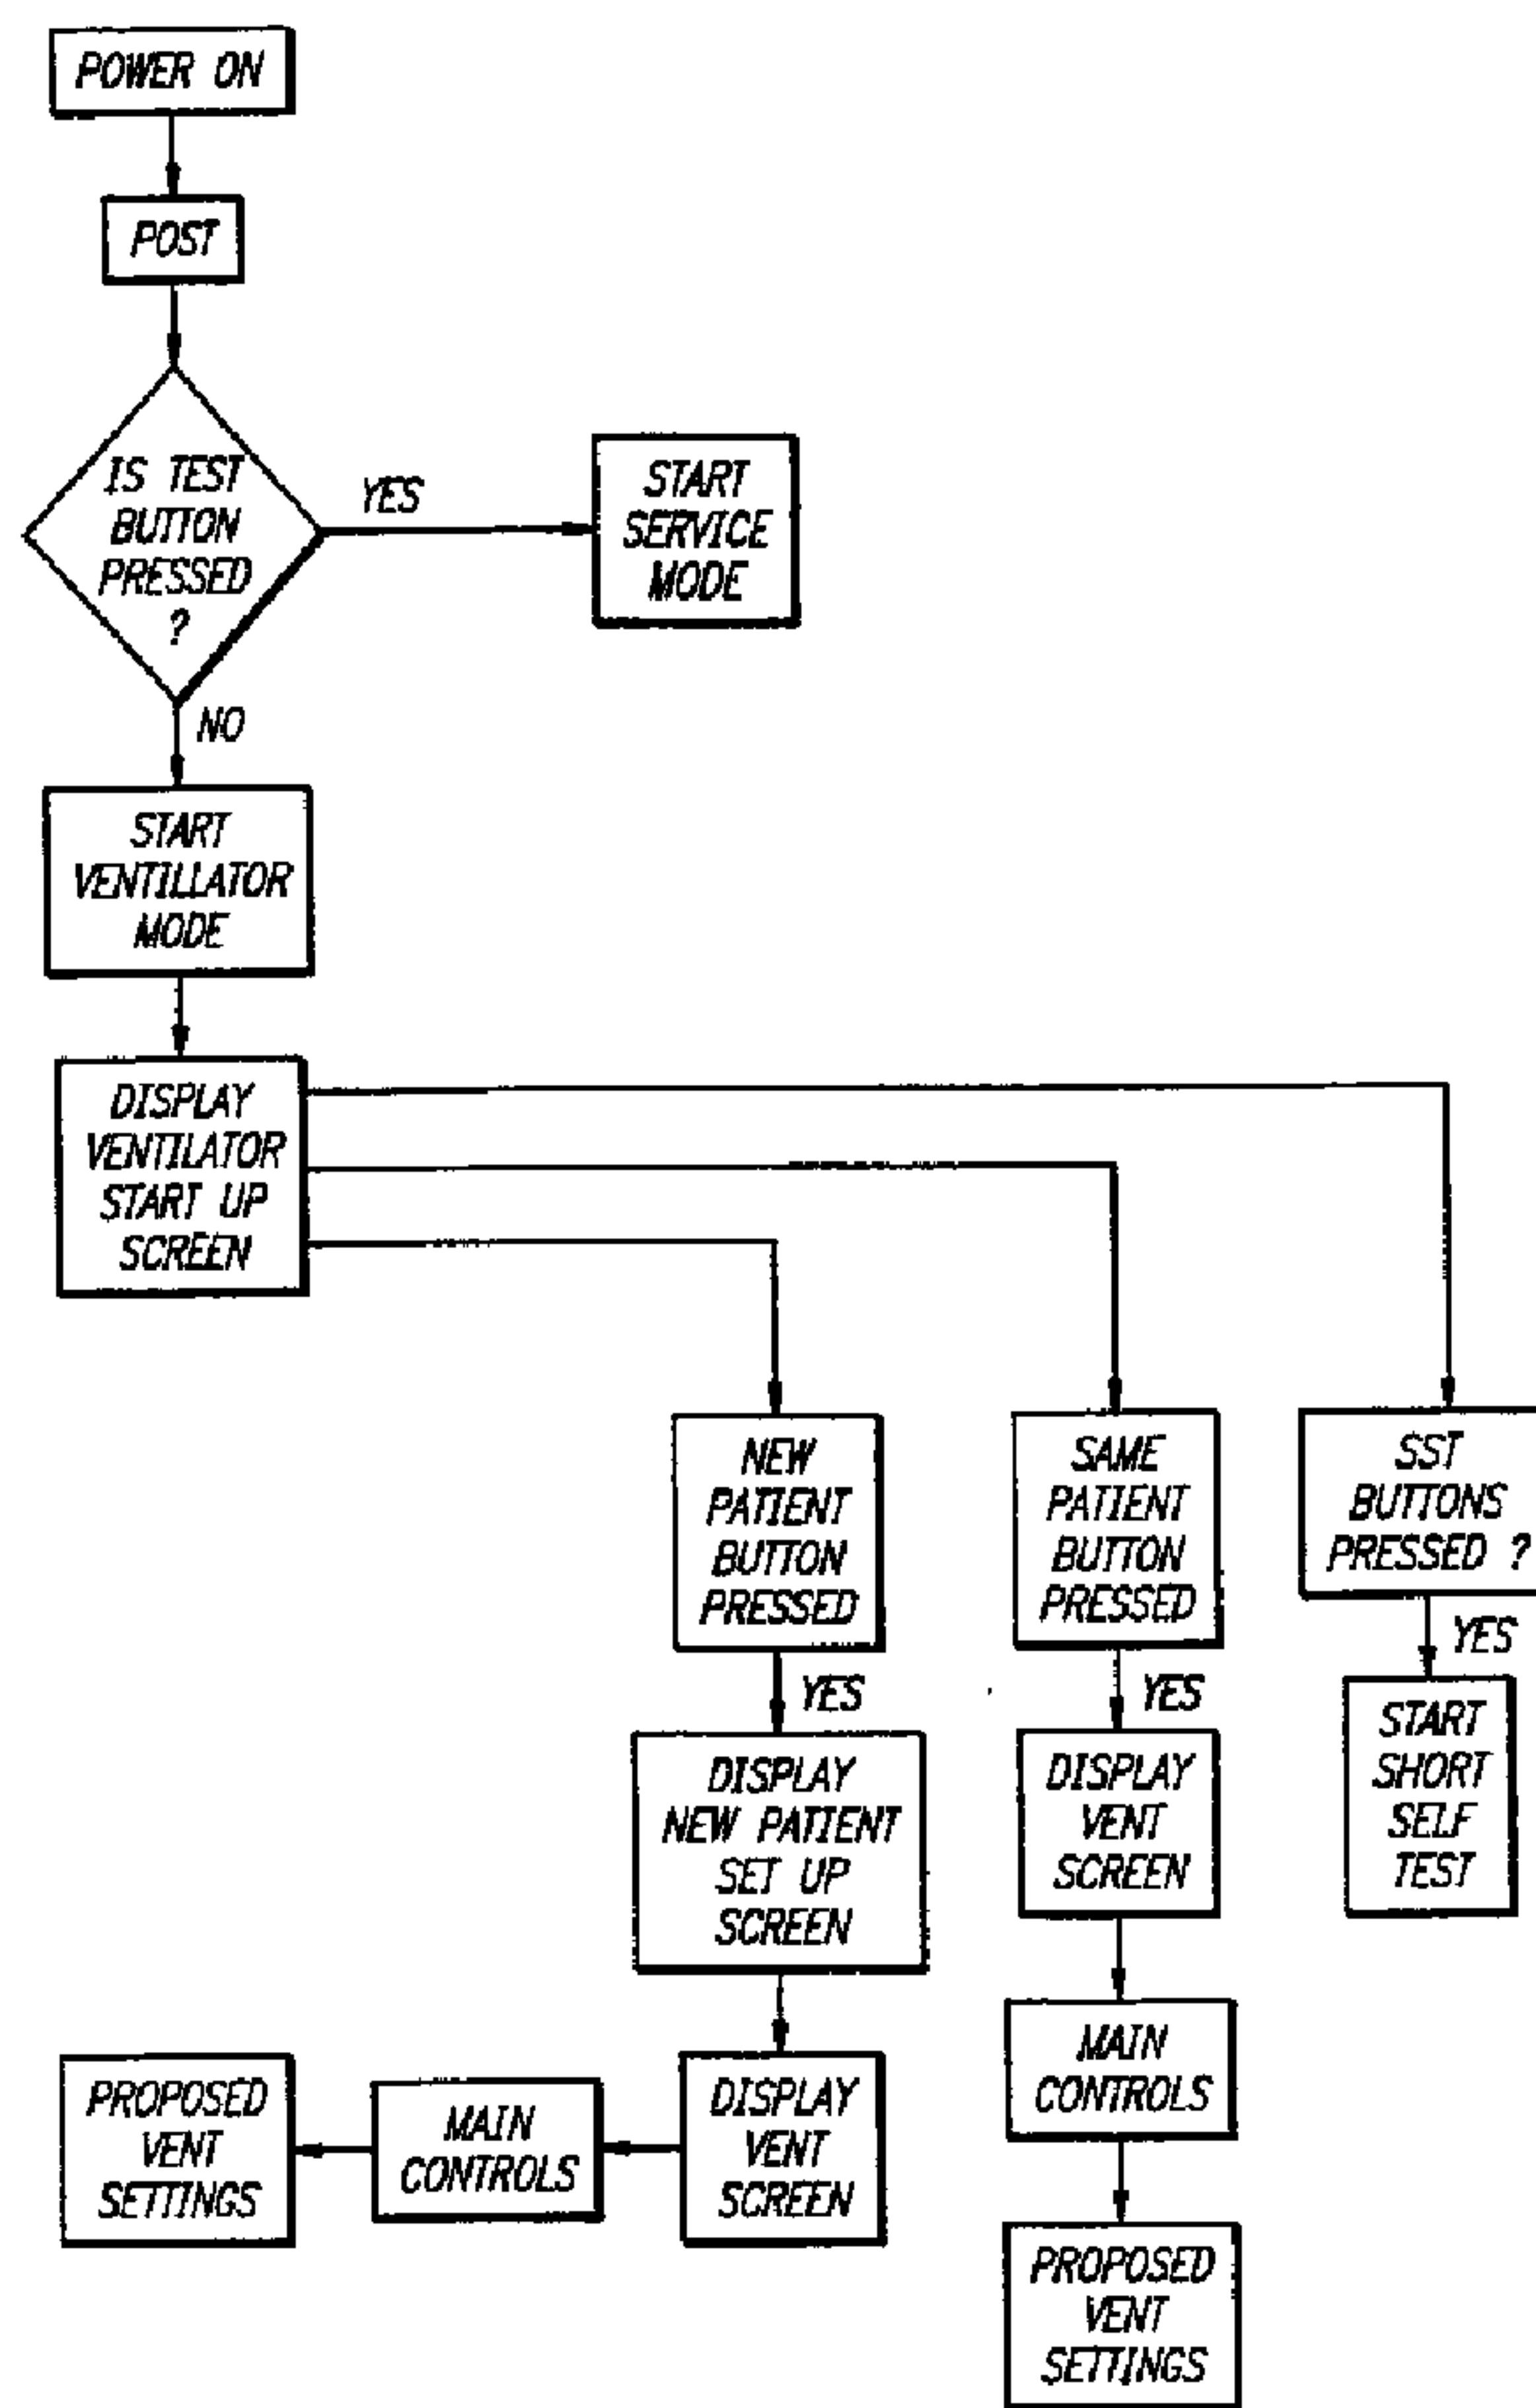 POWER ON
POST
IS TEST
BUTTON
PRESSED
?
YES
START
SERVICE
MODE
NO
START
VENTILLATOR
MODE
DISPLAY
VENTILATOR
START UP
SCREEN
NEW
PATIENT
BUTTON
PRESSED
YES
DISPLAY
NEW PATIENT
SET UP
SCREEN
DISPLAY
VENT
SCREEN
MAIN
CONTROLS
PROPOSED
VENT
SETTINGS
SAME
PATIENT
BUTTON
PRESSED
YES
DISPLAY
VENT
SCREEN
MAIN
CONTROLS
PROPOSED
VENT
SETTINGS
SST
BUTTONS
PRESSED ?
YES
START
SHORT
SELF
TEST